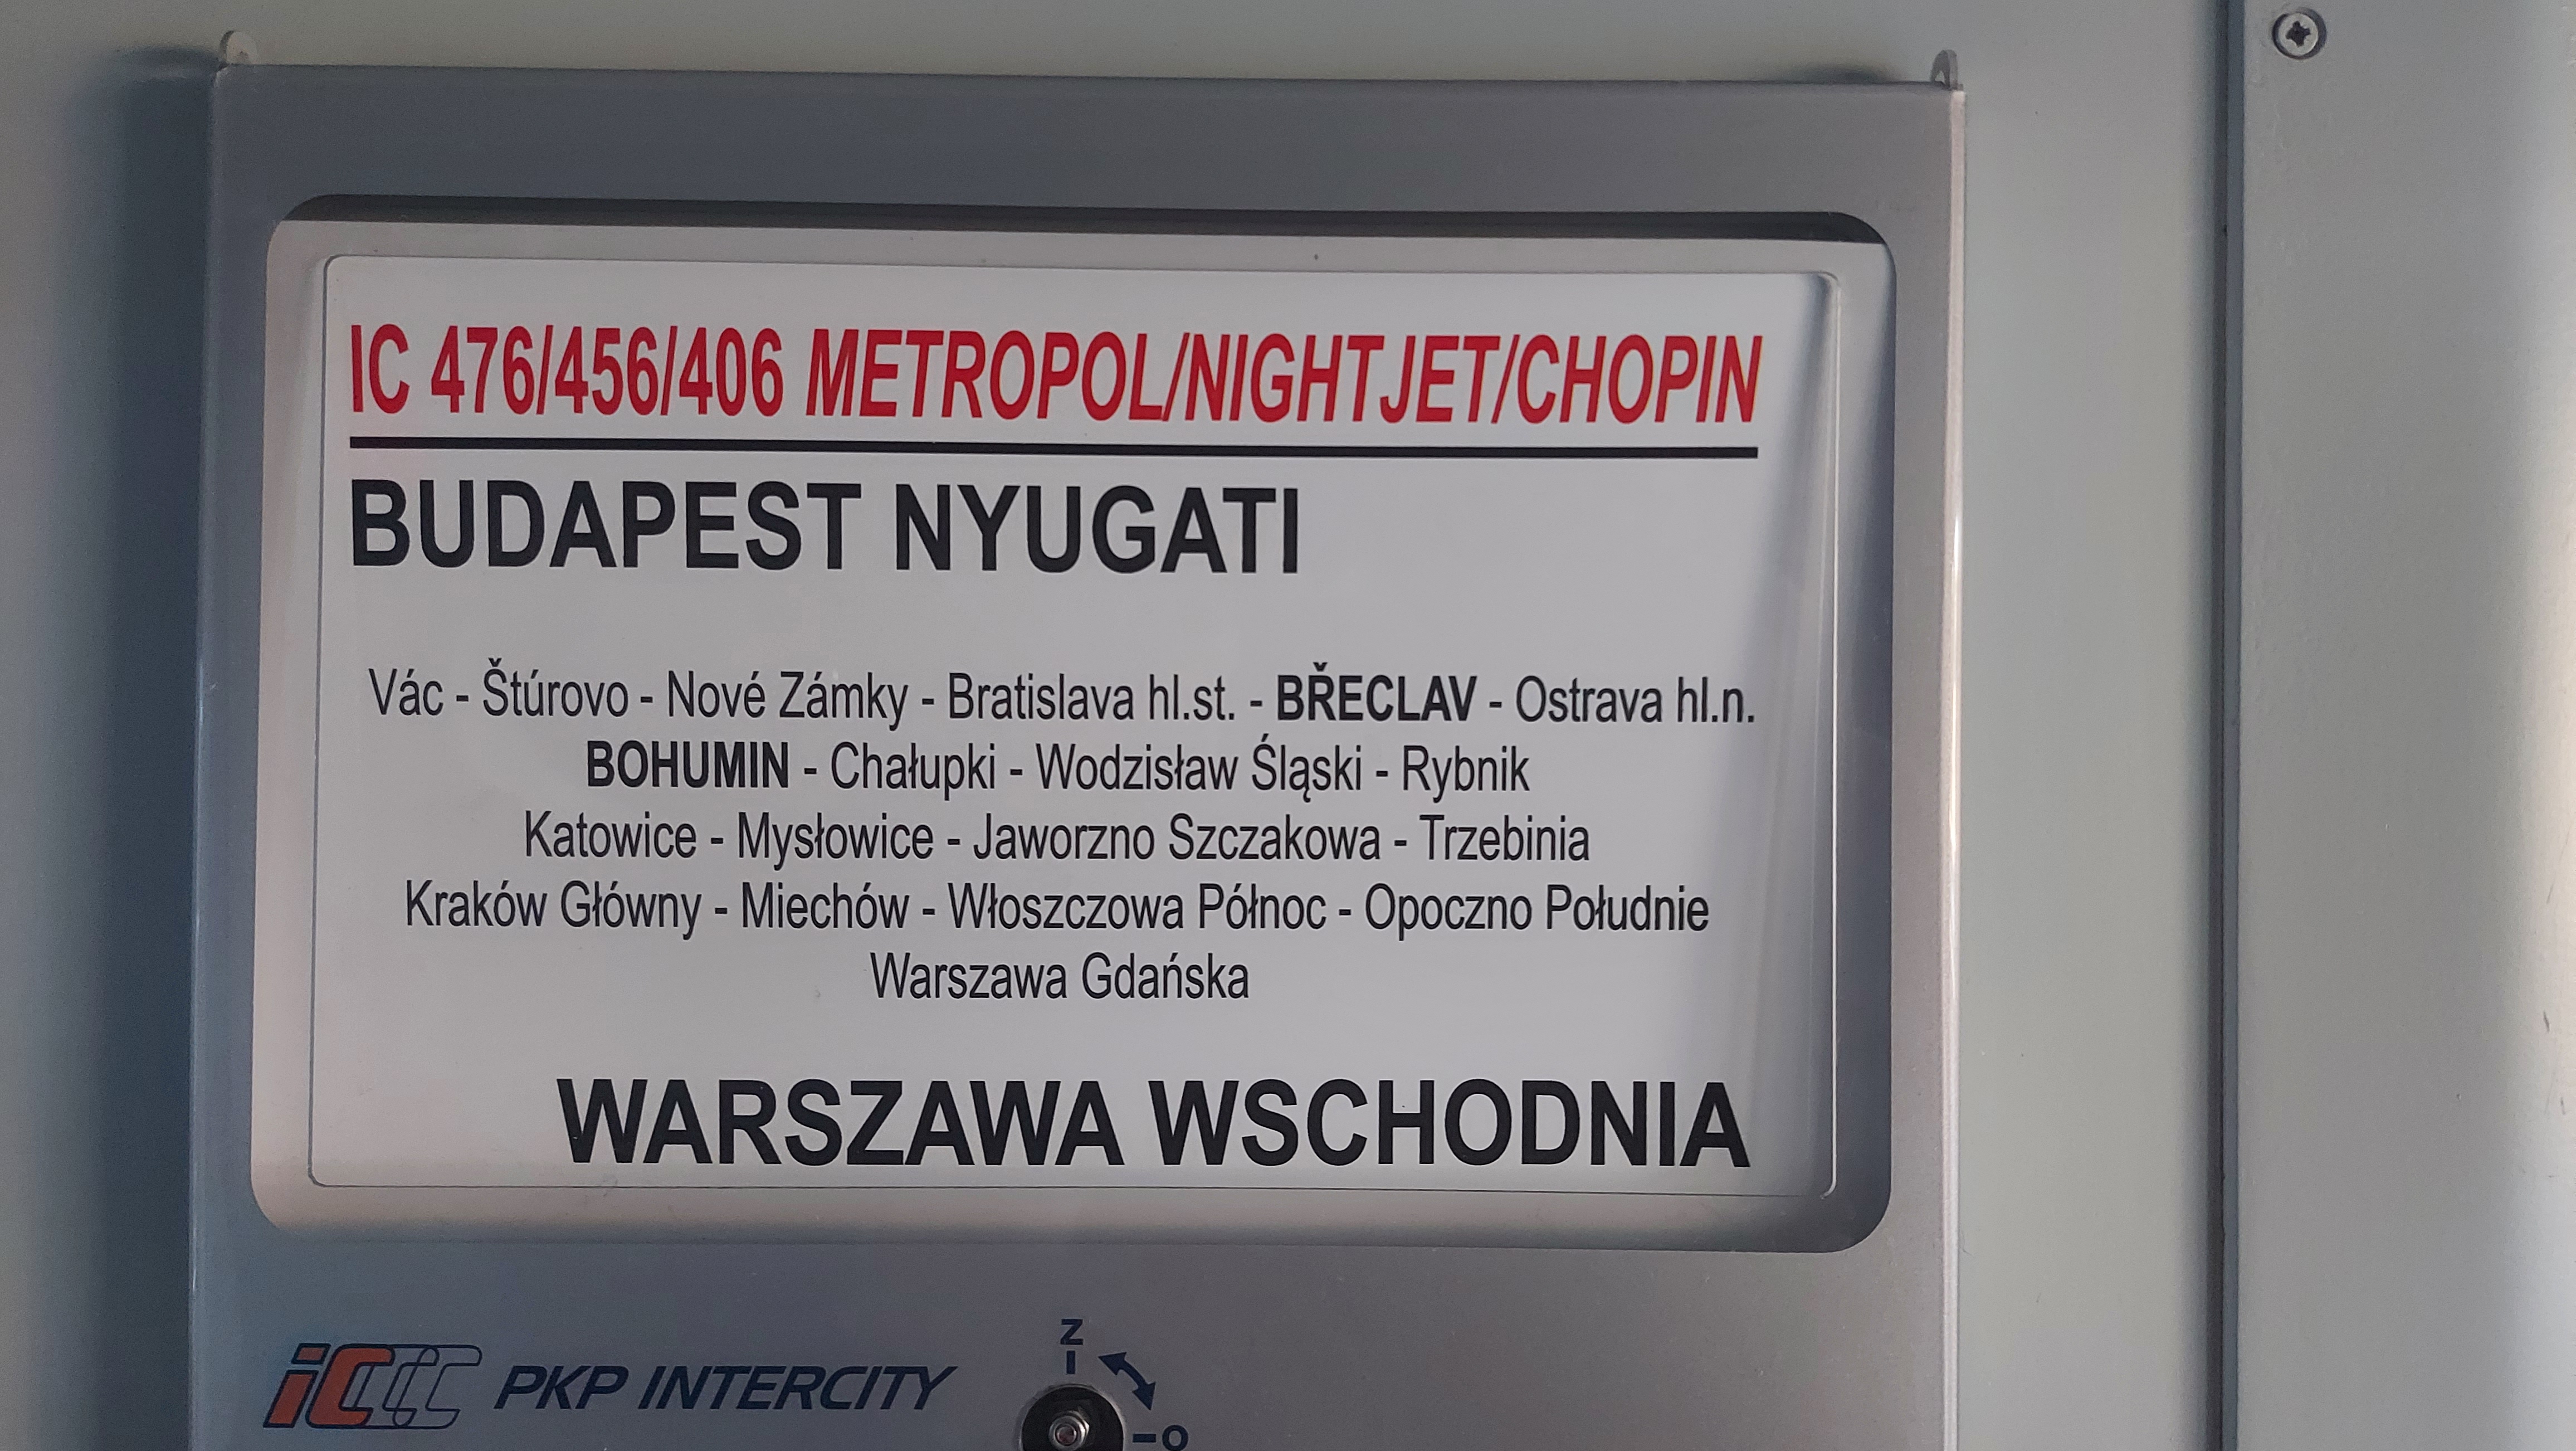 IC 476/456/406 METROPOL/NIGHTJET/CHOPIN
BUDAPEST NYUGATI
Vác - Štúrovo - Nové Zámky - Bratislava hl.st. - BŘECLAV - Ostrava hl.n.
BOHUMIN - Chałupki - Wodzisław Śląski - Rybnik
Katowice - Mysłowice - Jaworzno Szczakowa - Trzebinia
Kraków Główny - Miechów - Włoszczowa Północ - Opoczno Południe
Warszawa Gdańska
WARSZAWA WSCHODNIA
iC PKP INTERCITY
Z
O